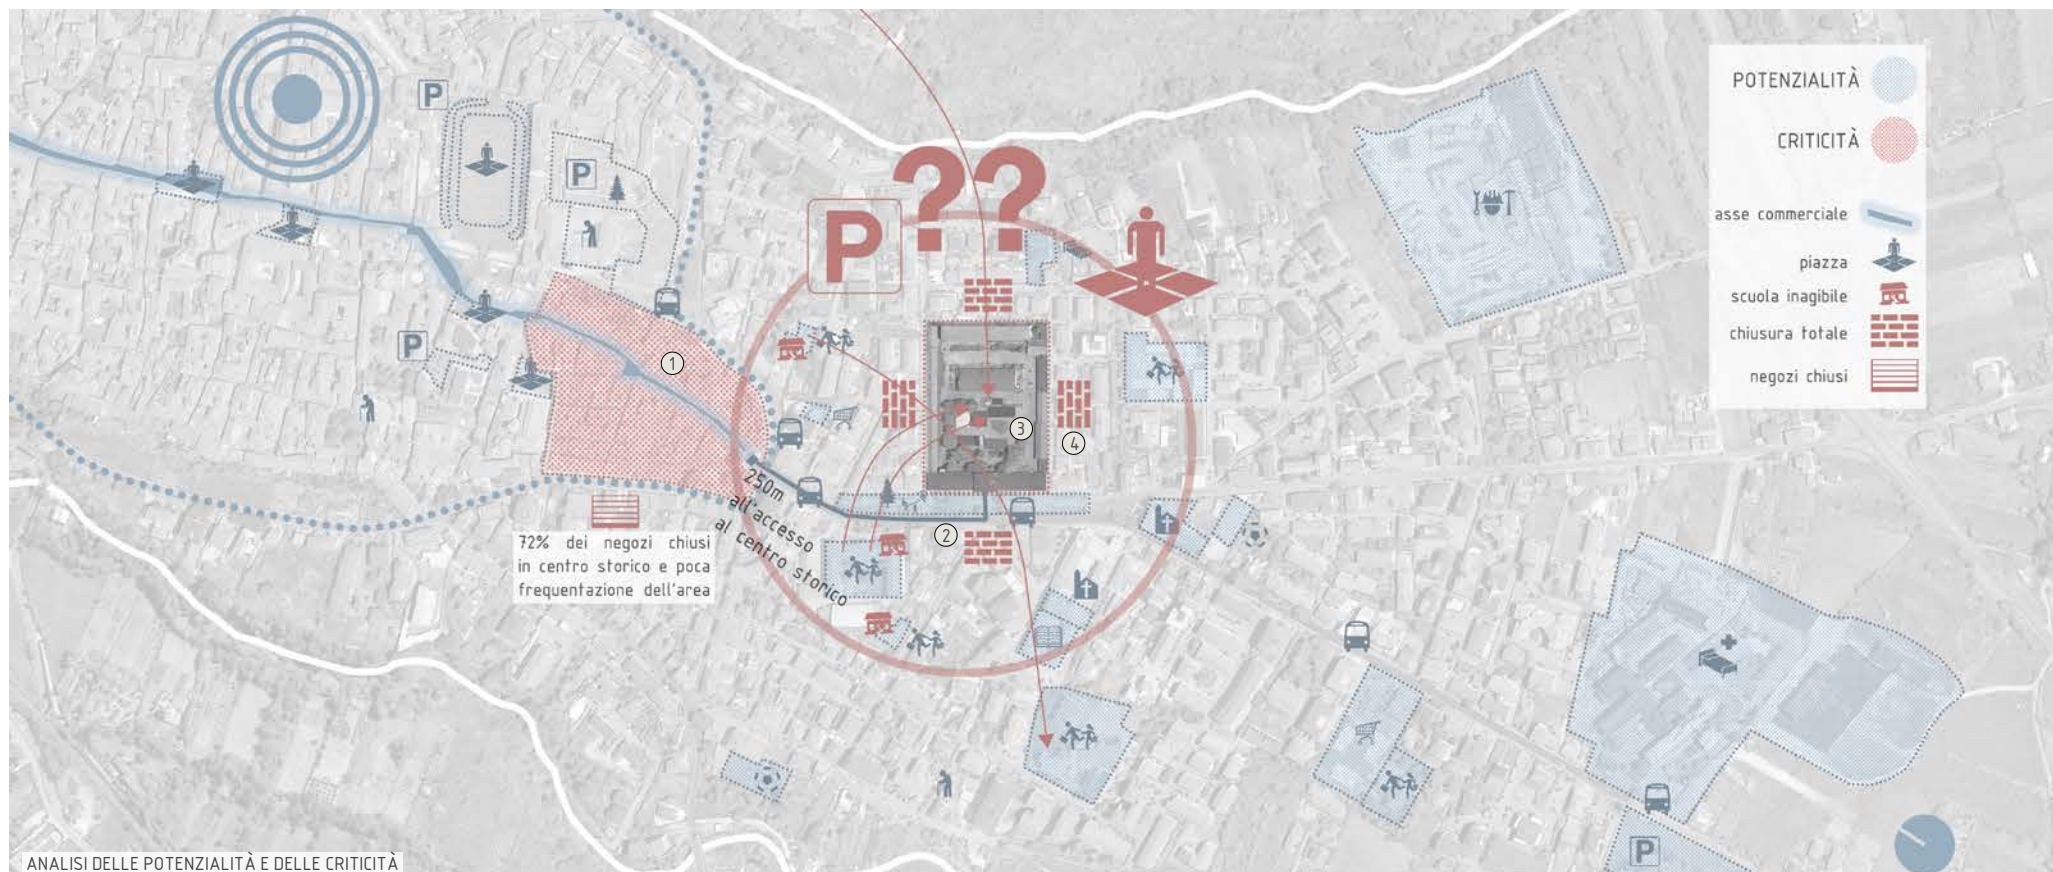 P
P
P
P
??
250m
all'accesso
al centro storico
72% dei negozi chiusi
in centro storico e poca
frequentazione dell'area
1
2
3
4
P
POTENZIALITÀ
CRITICITÀ
asse commerciale
piazza
scuola inagibile
chiusura totale
negozi chiusi
ANALISI DELLE POTENZIALITÀ E DELLE CRITICITÀ